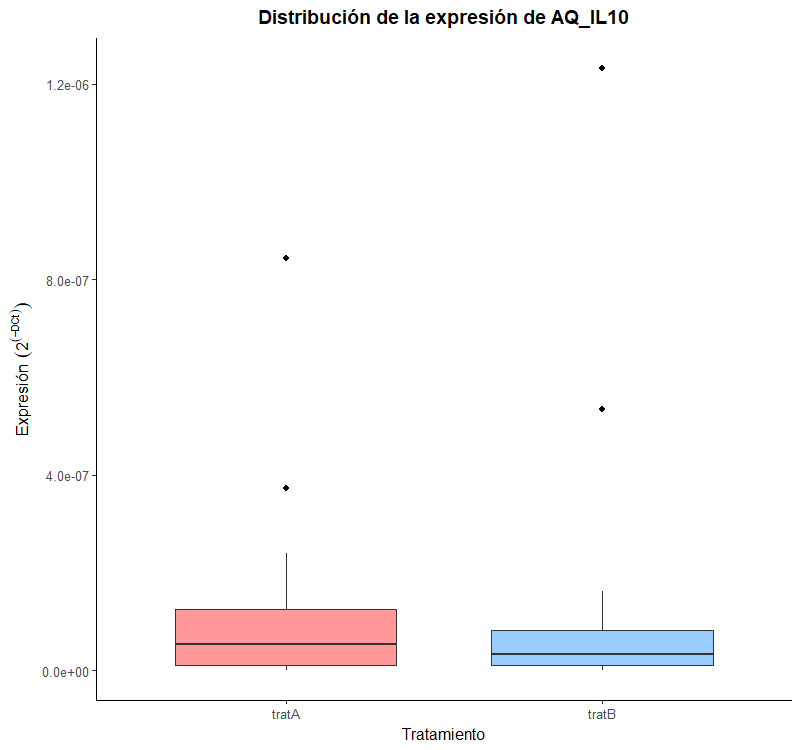 Distribución de la expresión de AQ_IL10
1.2e-06
8.0e-07
4.0e-07
0.0e+00
Expresión (2^(−DCt))
tratA tratB
Tratamiento